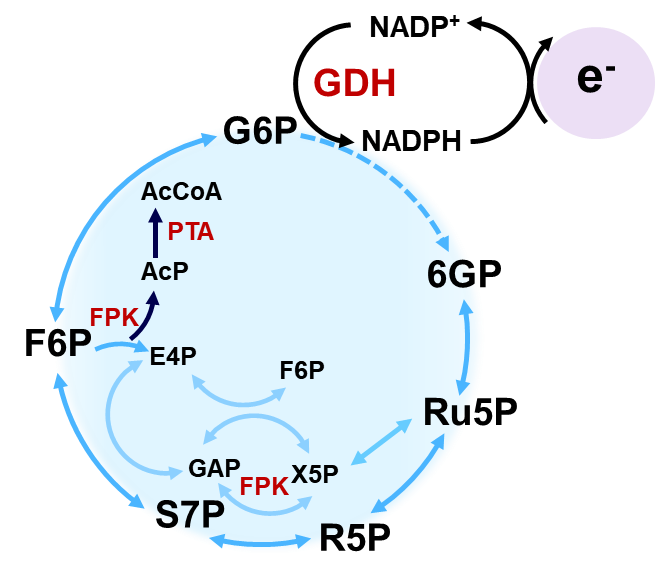 NADP⁺
GDH
e⁻
G6P
NADPH
AcCoA
PTA
AcP
6GP
FPK
F6P
E4P
F6P
Ru5P
GAP
FPK
X5P
S7P
R5P